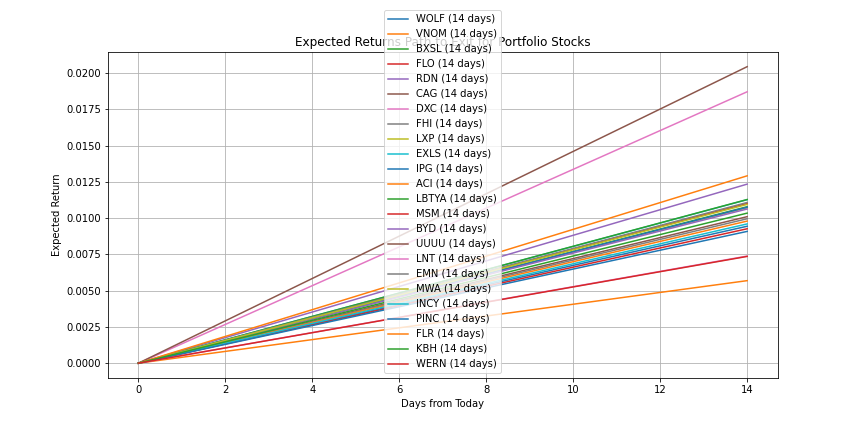 WOLF (14 days)
VNOM (14 days)
Expected Returns Path to Exit for Portfolio Stocks
BXSL (14 days)
FLO (14 days)
RDN (14 days)
CAG (14 days)
DXC (14 days)
FHI (14 days)
LXP (14 days)
EXLS (14 days)
IPG (14 days)
ACI (14 days)
LBTYA (14 days)
MSM (14 days)
BYD (14 days)
UUUU (14 days)
LNT (14 days)
EMN (14 days)
MWA (14 days)
INCY (14 days)
PINC (14 days)
FLR (14 days)
KBH (14 days)
WERN (14 days)
Expected Return
0.0200
0.0175
0.0150
0.0125
0.0100
0.0075
0.0050
0.0025
0.0000
0 2 4 6 8 10 12 14
Days from Today